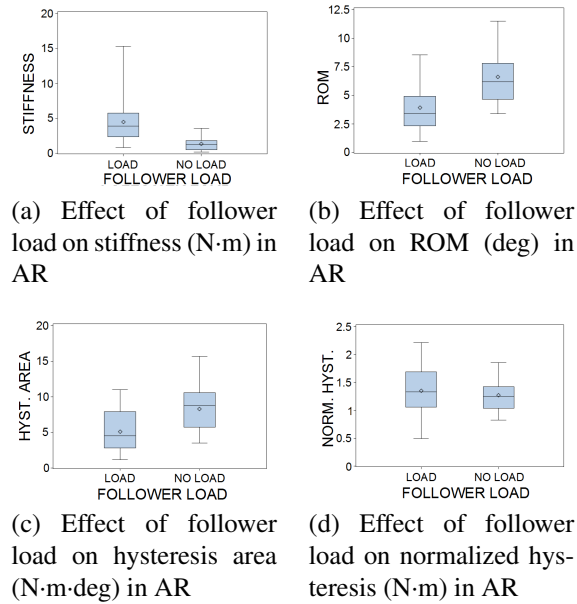 20
15
10
5
0
STIFFNESS
LOAD NO LOAD
FOLLOWER LOAD
(a) Effect of follower
load on stiffness (N·m) in
AR
12.5
10
7.5
5
2.5
0
ROM
LOAD NO LOAD
FOLLOWER LOAD
(b) Effect of follower
load on ROM (deg) in
AR
20
15
10
5
0
HYST. AREA
LOAD NO LOAD
FOLLOWER LOAD
(c) Effect of follower
load on hysteresis area
(N·m·deg) in AR
2.5
2
1.5
1
0.5
0
NORM. HYST.
LOAD NO LOAD
FOLLOWER LOAD
(d) Effect of follower
load on normalized hys-
teresis (N·m) in AR